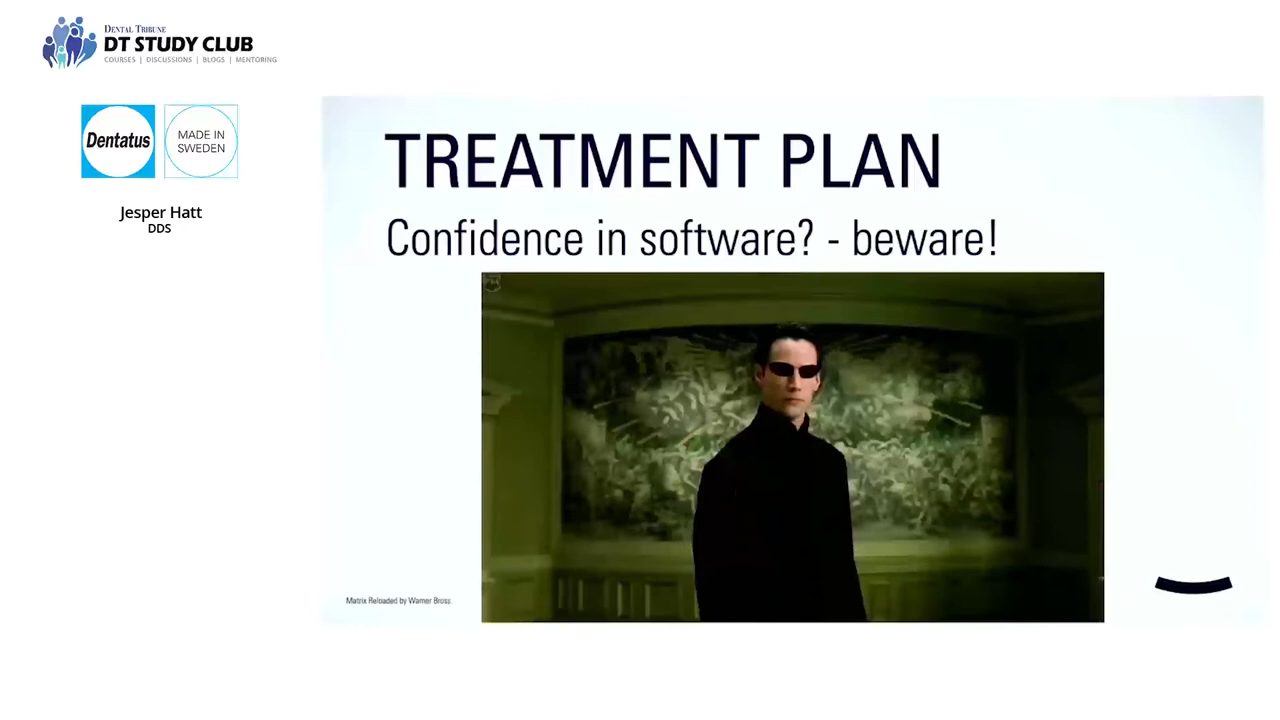 DENTAL TRIBUNE
DT STUDY CLUB
COURSES | DISCUSSIONS | BLOGS | MENTORING
Dentatus
MADE IN
SWEDEN
Jesper Hatt
DDS
TREATMENT PLAN
Confidence in software? - beware!
Matrix Reloaded by Warner Bross.